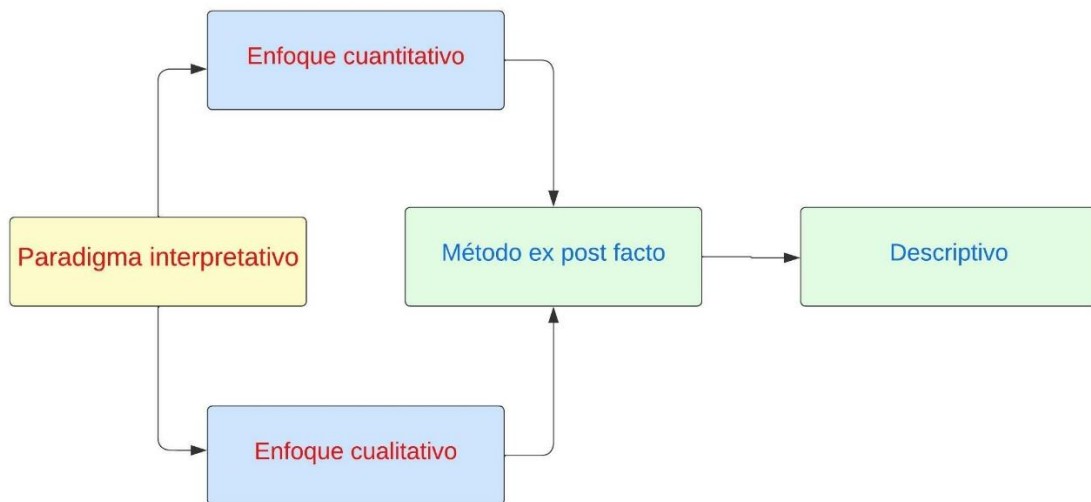 Enfoque cuantitativo
Paradigma interpretativo
Método ex post facto
Descriptivo
Enfoque cualitativo